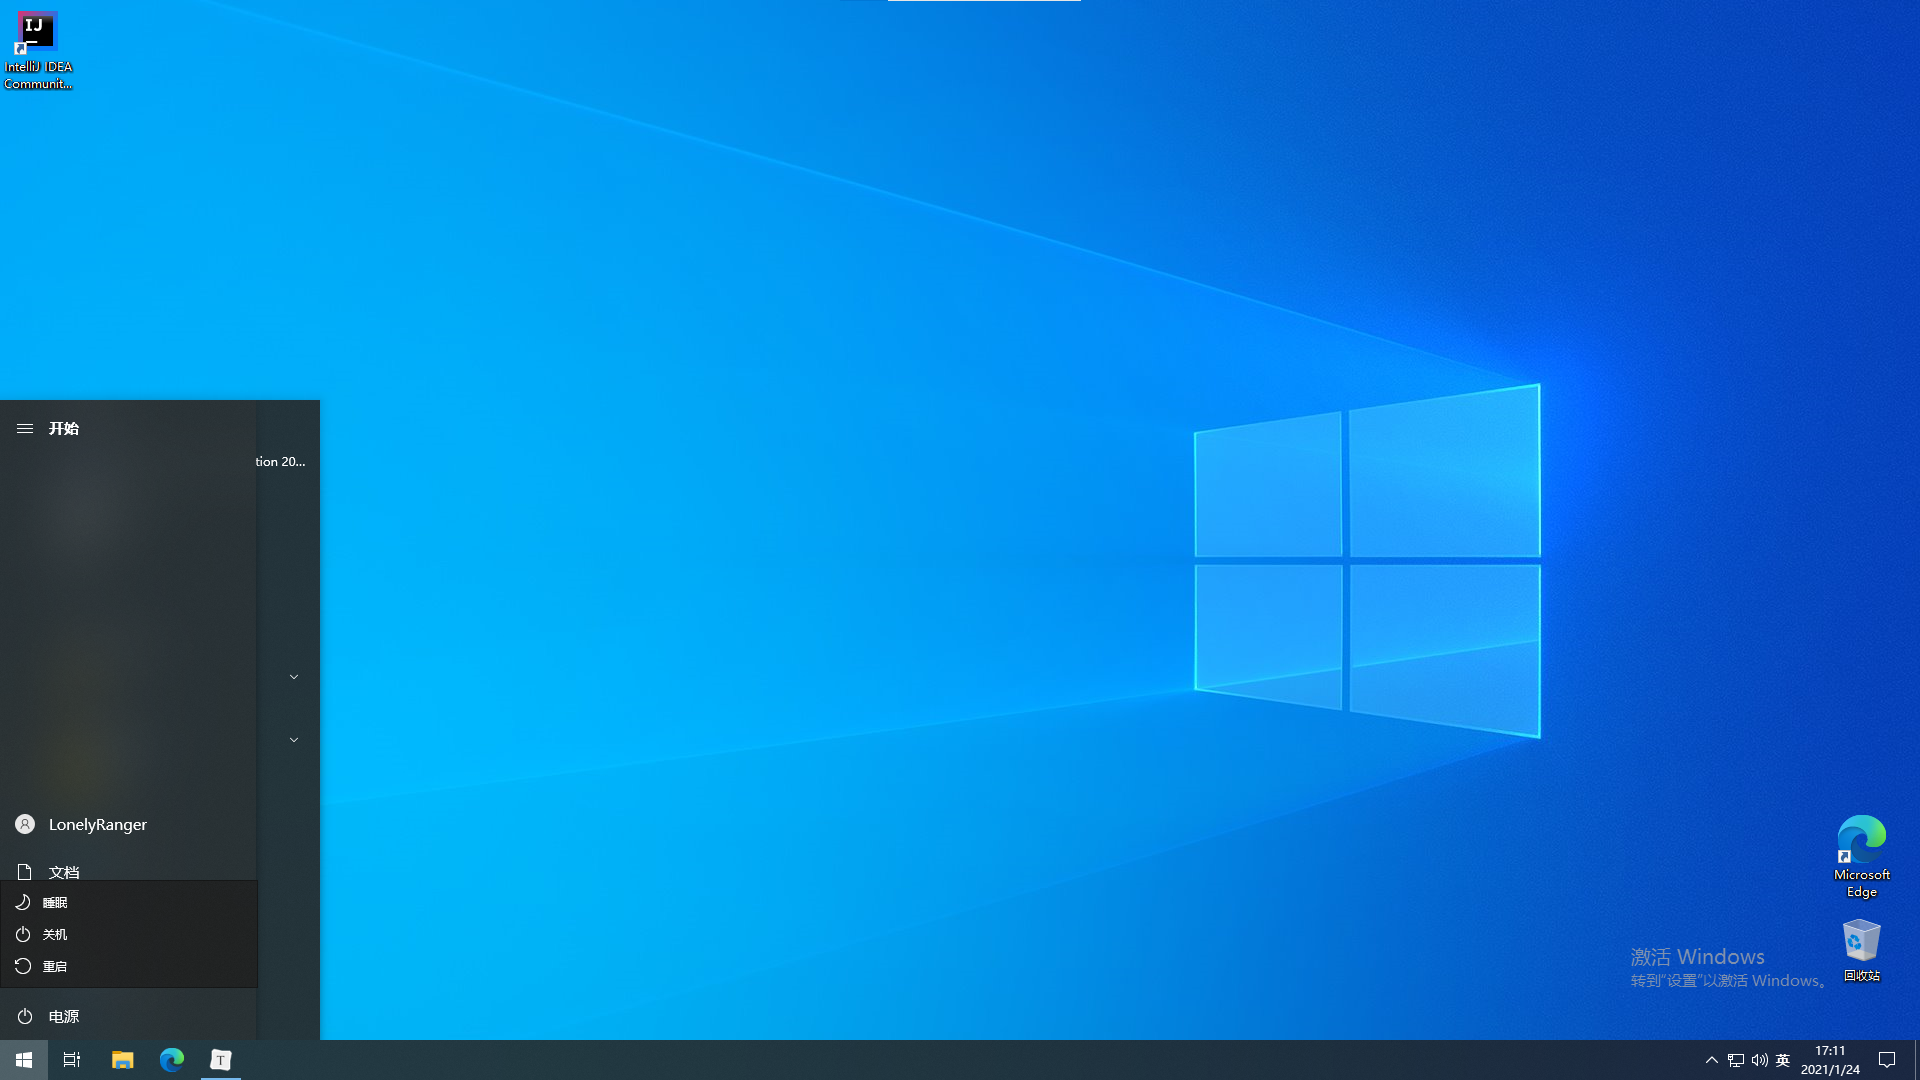 IJ
IntelliJ IDEA
Communit...
开始
tion 20...
LonelyRanger
文档
睡眠
关机
重启
电源
Microsoft
Edge
激活 Windows
转到"设置"以激活 Windows。
回收站
T
英
17:11
2021/1/24